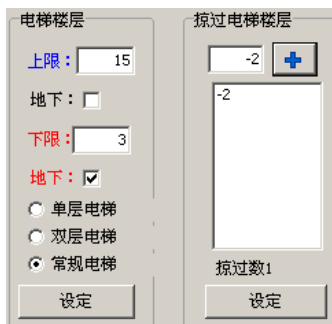 电梯楼层
上限：15
地下：
下限：3
地下：
单层电梯
双层电梯
常规电梯
设定
掠过电梯楼层
-2
-2
掠过数1
设定